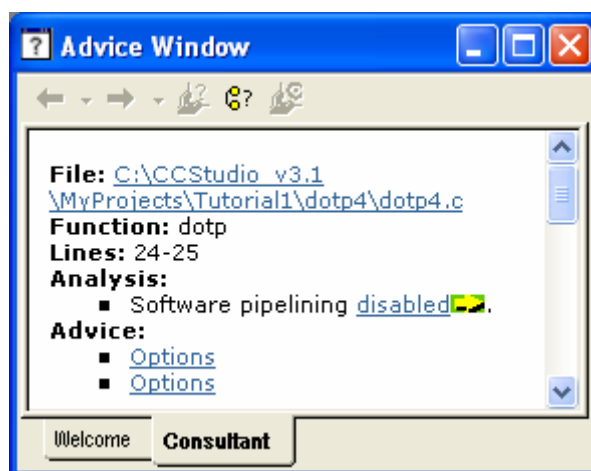 Advice Window
File: C:\CCStudio_v3.1
\MyProjects\Tutorial1\dotp4\dotp4.c
Function: dotp
Lines: 24-25
Analysis:
Software pipelining disabled.
Advice:
Options
Options
Welcome Consultant